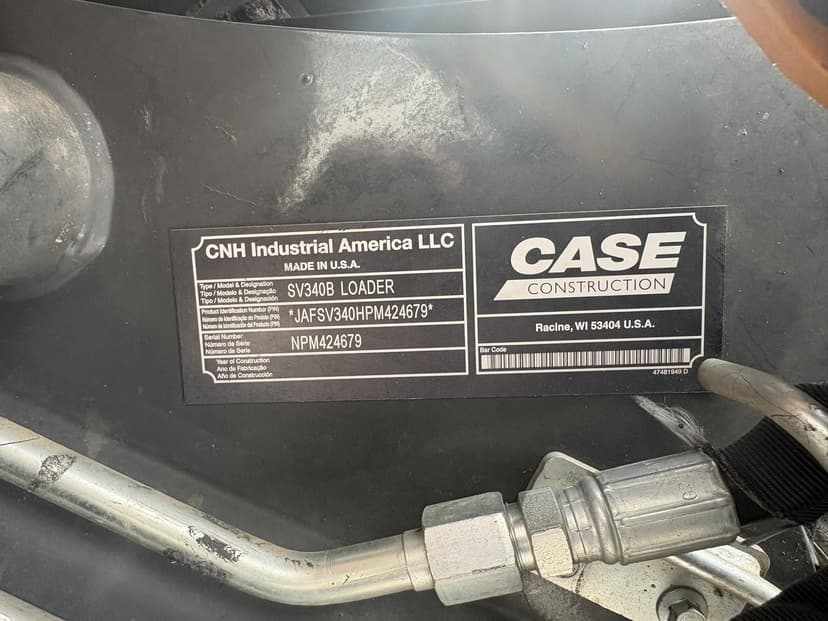 CNH Industrial America LLC
MADE IN U.S.A.
Type / Model & Designation
Tipo / Modelo & Designação
Tipo / Modelo & Designación
SV340B LOADER
Product Identification Number (PIN)
Número de Identificação do Produto (PIN)
Número de Identificación del Producto (PIN)
*JAFSV340HPM424679*
Serial Number
Número de Série
Número de Serie
NPM424679
Year of Construction
Ano de Fabricação
Año de Construcción
CASE
CONSTRUCTION
Racine, WI 53404 U.S.A.
Bar Code
47481949 D